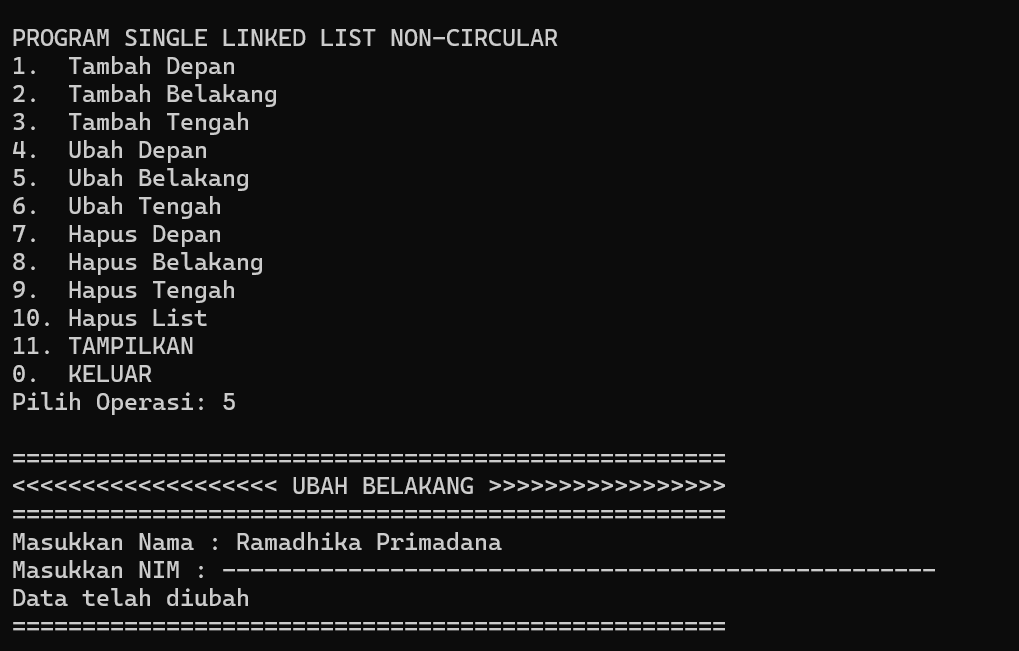 PROGRAM SINGLE LINKED LIST NON-CIRCULAR
1.  Tambah Depan
2.  Tambah Belakang
3.  Tambah Tengah
4.  Ubah Depan
5.  Ubah Belakang
6.  Ubah Tengah
7.  Hapus Depan
8.  Hapus Belakang
9.  Hapus Tengah
10. Hapus List
11. TAMPILKAN
0.  KELUAR
Pilih Operasi: 5
===================================================
<<<<<<<<<<<<<<<<<<< UBAH BELAKANG >>>>>>>>>>>>>>>>>
===================================================
Masukkan Nama : Ramadhika Primadana
Masukkan NIM : ---------------------------------------------------
Data telah diubah
===================================================